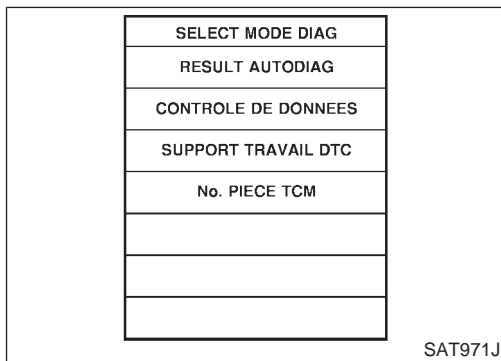 SELECT MODE DIAG
RESULT AUTODIAG
CONTROLE DE DONNEES
SUPPORT TRAVAIL DTC
No. PIECE TCM
SAT971J